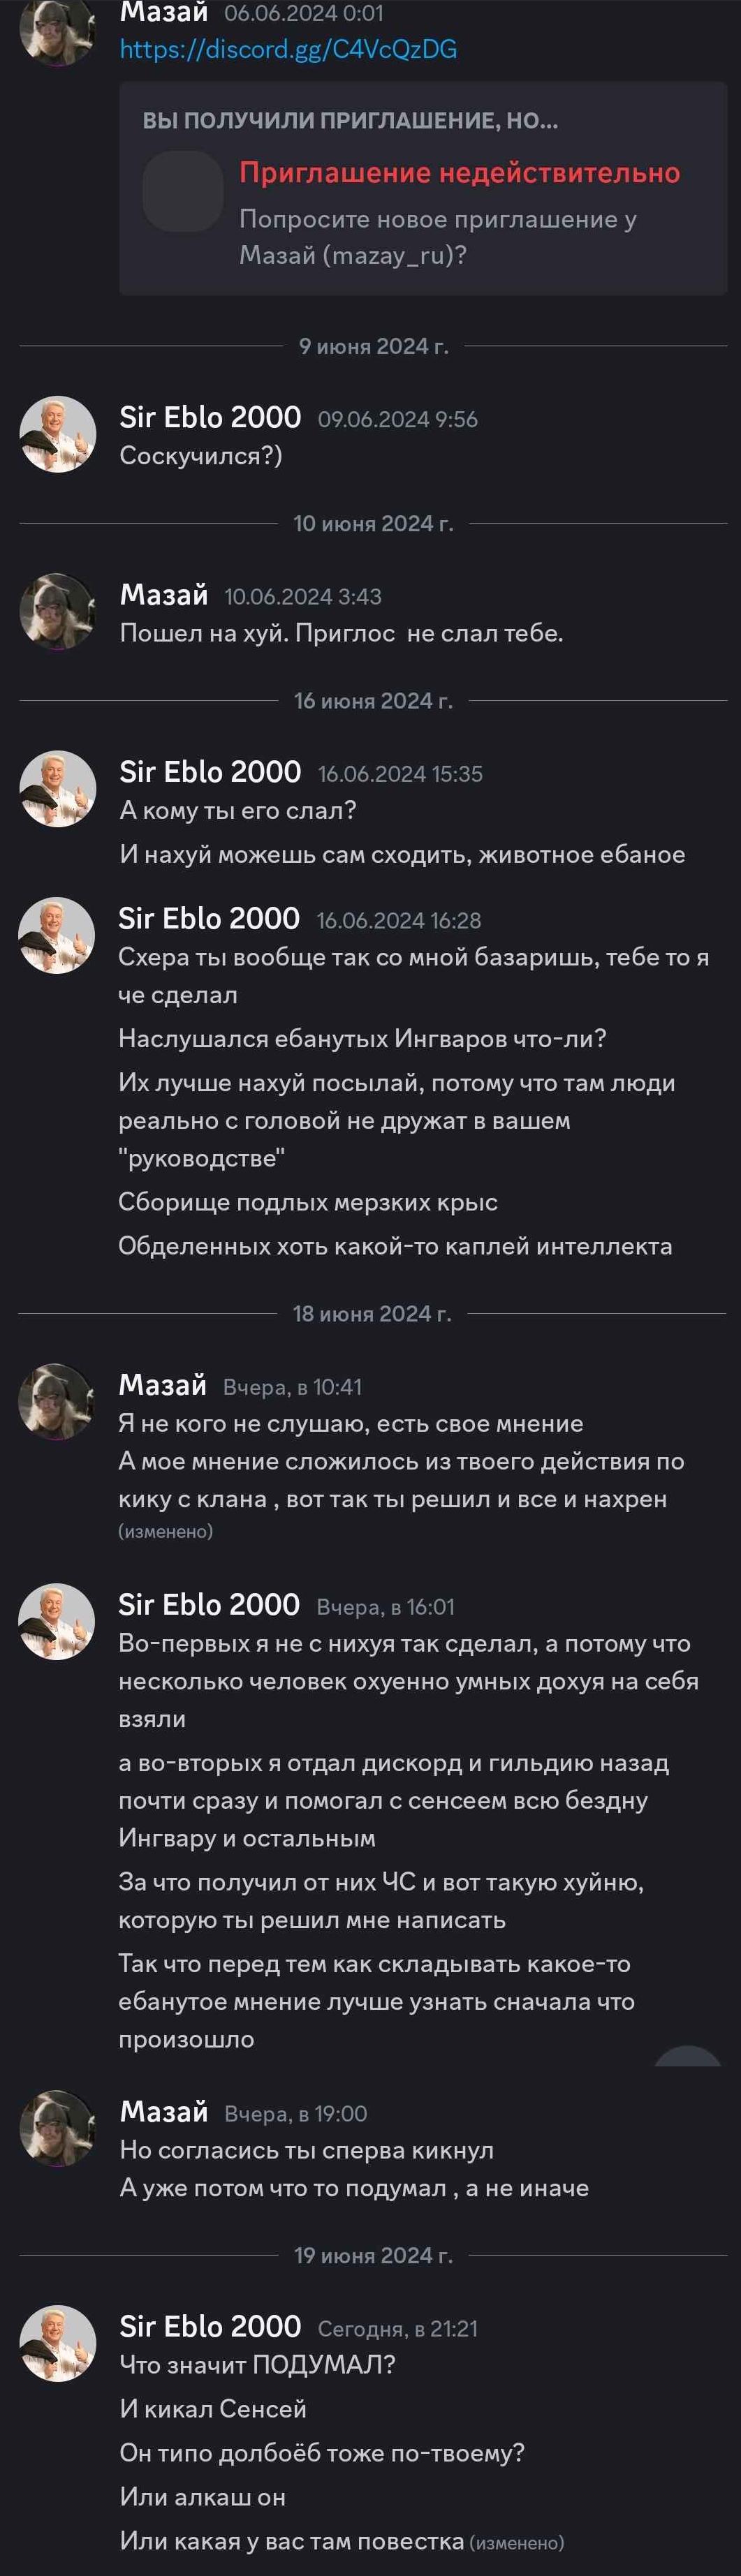 Мазай 06.06.2024 0:01
https://discord.gg/C4VcQzDG
ВЫ ПОЛУЧИЛИ ПРИГЛАШЕНИЕ, НО...
Приглашение недействительно
Попросите новое приглашение у
Мазай (mazay_ru)?
9 июня 2024 г.
Sir Eblo 2000 09.06.2024 9:56
Соскучился?)
10 июня 2024 г.
Мазай 10.06.2024 3:43
Пошел на хуй. Приглос  не слал тебе.
16 июня 2024 г.
Sir Eblo 2000 16.06.2024 15:35
А кому ты его слал?
И нахуй можешь сам сходить, животное ебаное
Sir Eblo 2000 16.06.2024 16:28
Схера ты вообще так со мной базаришь, тебе то я
че сделал
Наслушался ебанутых Ингваров что-ли?
Их лучше нахуй посылай, потому что там люди
реально с головой не дружат в вашем
"руководстве"
Сборище подлых мерзких крыс
Обделенных хоть какой-то каплей интеллекта
18 июня 2024 г.
Мазай Вчера, в 10:41
Я не кого не слушаю, есть свое мнение
А мое мнение сложилось из твоего действия по
кику с клана , вот так ты решил и все и нахрен
(изменено)
Sir Eblo 2000 Вчера, в 16:01
Во-первых я не с нихуя так сделал, а потому что
несколько человек охуенно умных дохуя на себя
взяли
а во-вторых я отдал дискорд и гильдию назад
почти сразу и помогал с сенсеем всю бездну
Ингвару и остальным
За что получил от них ЧС и вот такую хуйню,
которую ты решил мне написать
Так что перед тем как складывать какое-то
ебанутое мнение лучше узнать сначала что
произошло
Мазай Вчера, в 19:00
Но согласись ты сперва кикнул
А уже потом что то подумал , а не иначе
19 июня 2024 г.
Sir Eblo 2000 Сегодня, в 21:21
Что значит ПОДУМАЛ?
И кикал Сенсей
Он типо долбоёб тоже по-твоему?
Или алкаш он
Или какая у вас там повестка (изменено)